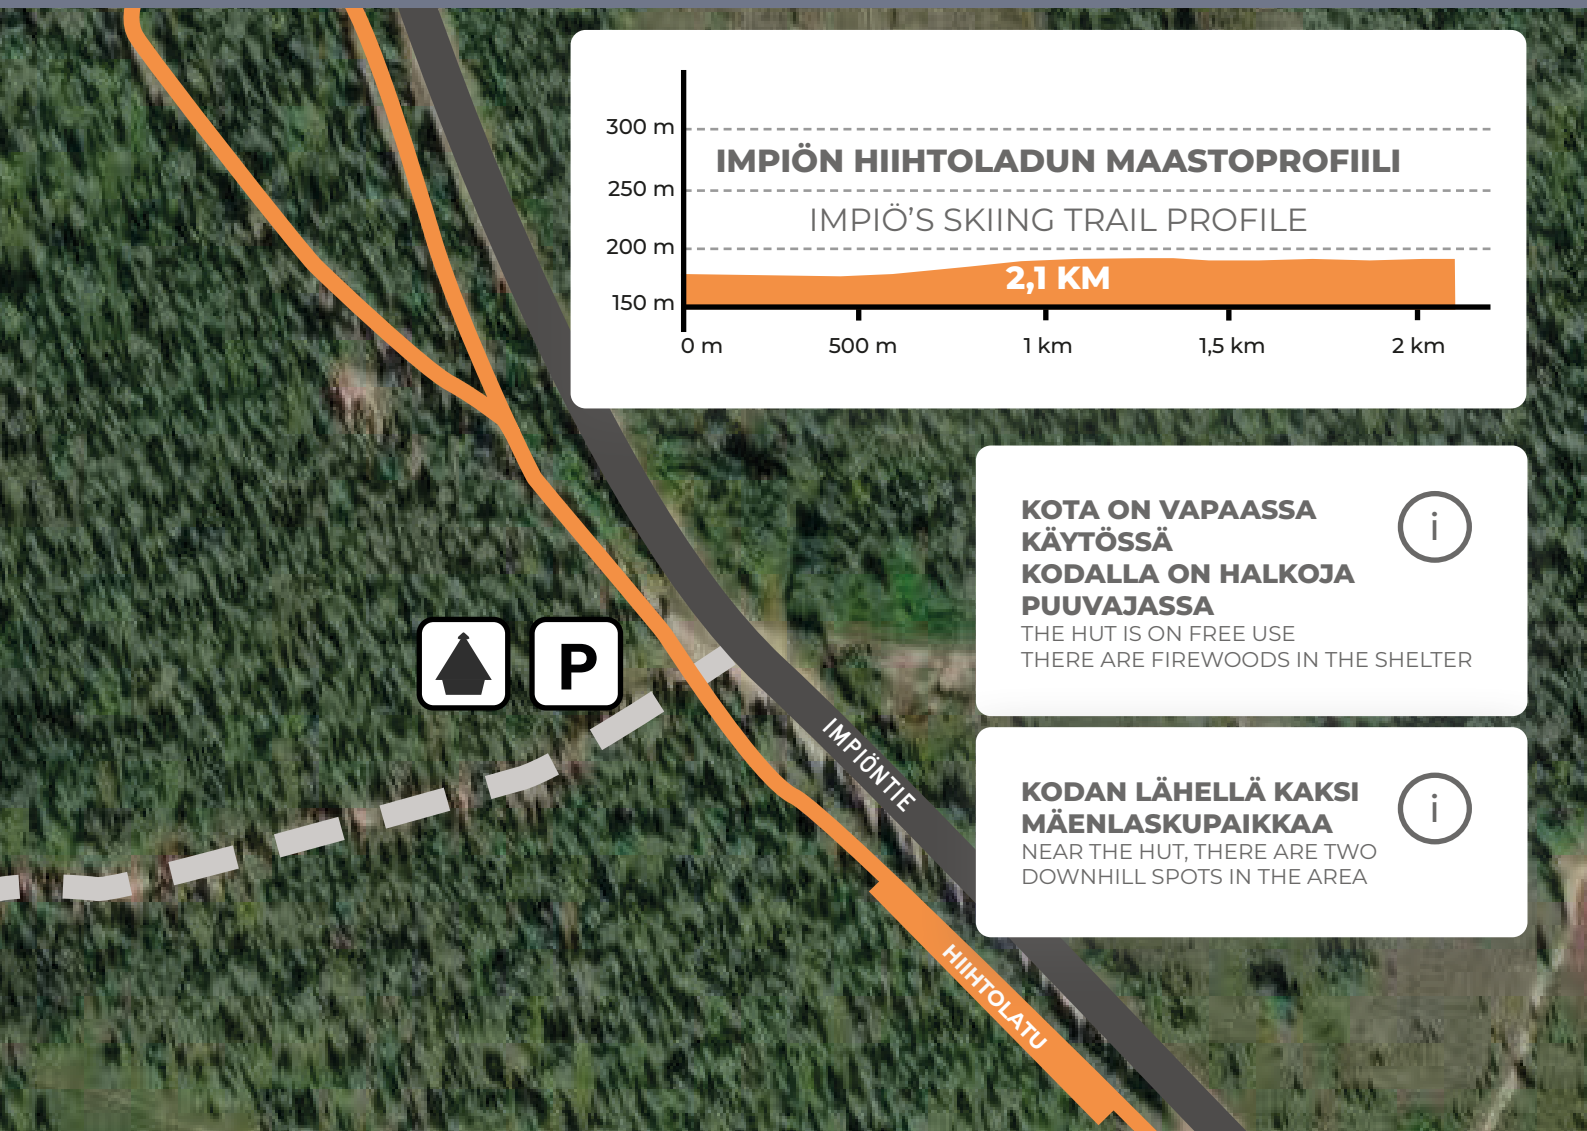 300 m
IMPIÖN HIIHTOLADUN MAASTOPROFIILI
250 m
IMPIÖ’S SKIING TRAIL PROFILE
200 m
2,1 KM
150 m
0 m
500 m
1 km
1,5 km
2 km
KOTA ON VAPAASSA
KÄYTÖSSÄ
KODALLA ON HALKOJA
PUUVAJASSA
THE HUT IS ON FREE USE
THERE ARE FIREWOODS IN THE SHELTER
i
P
IMPIÖNTIE
KODAN LÄHELLÄ KAKSI
MÄENLASKUPAIKKAA
NEAR THE HUT, THERE ARE TWO
DOWNHILL SPOTS IN THE AREA
i
HIIHTOLATU